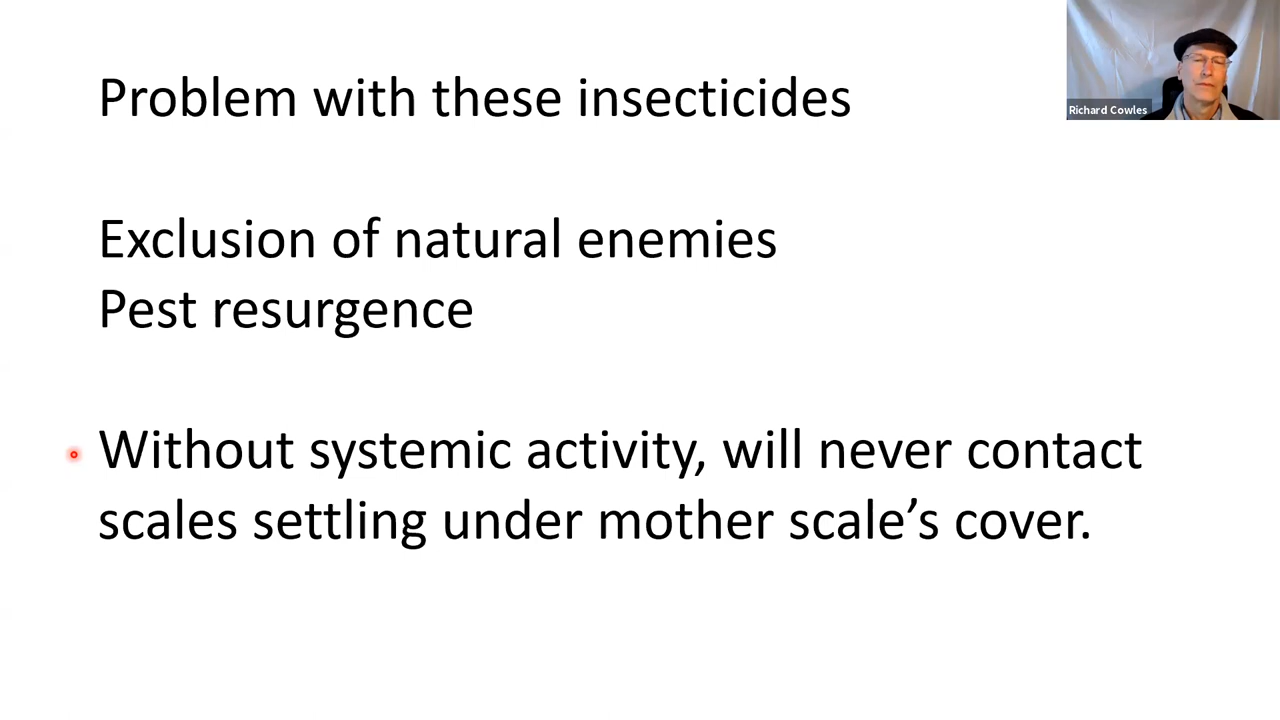 Problem with these insecticides
Richard Cowles
Exclusion of natural enemies
Pest resurgence
Without systemic activity, will never contact
scales settling under mother scale’s cover.